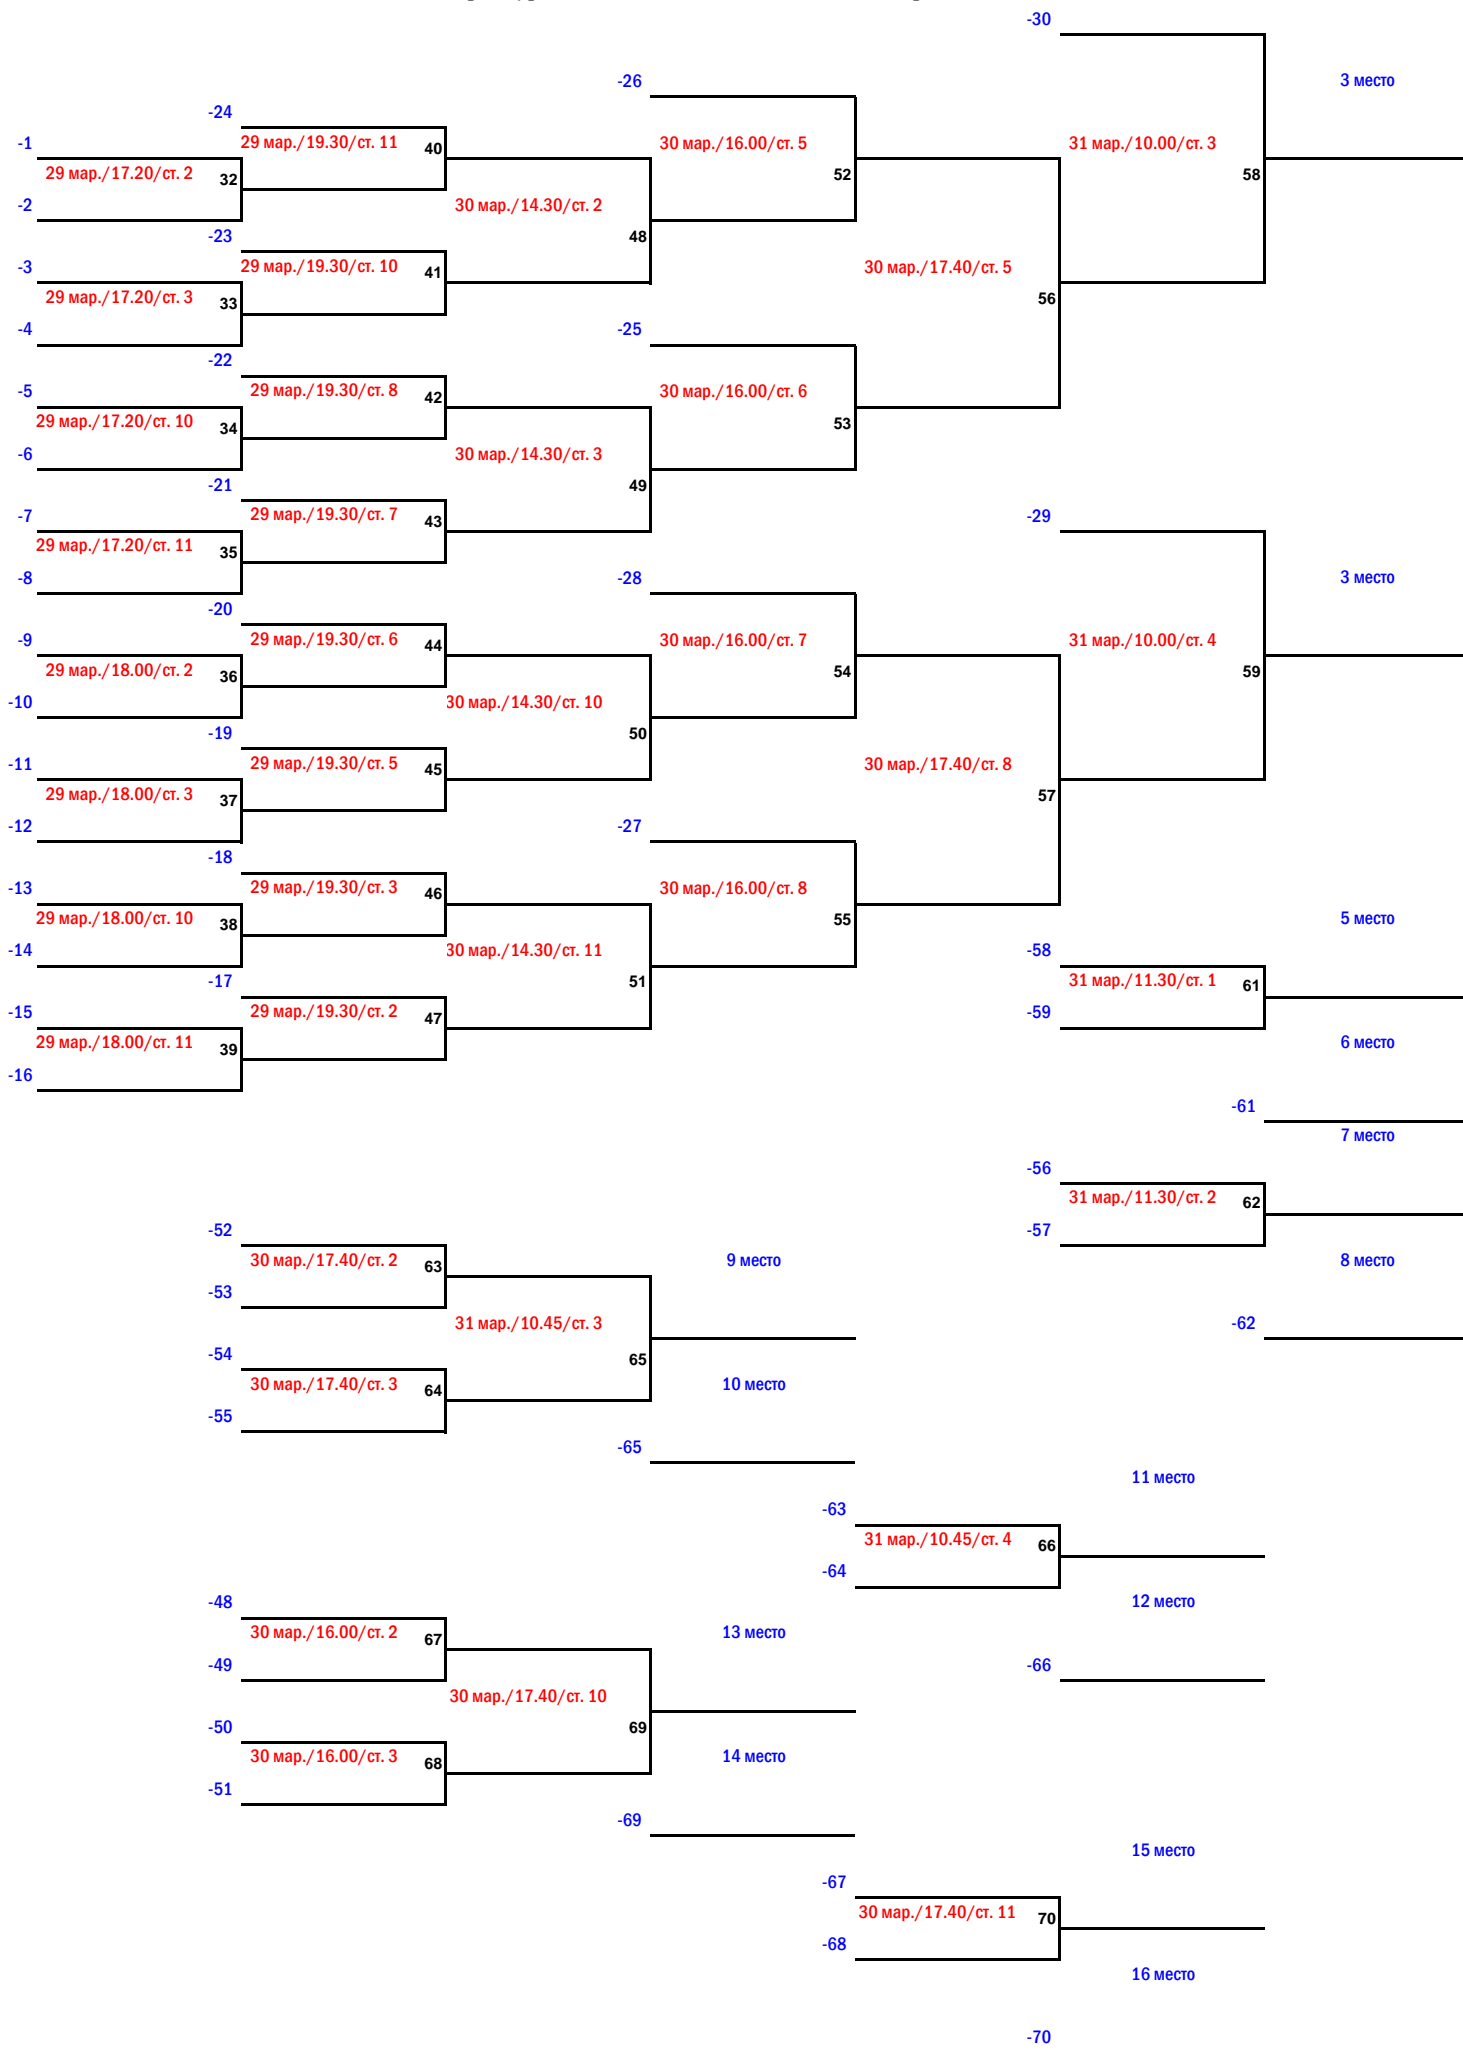 -30
3 место
-26
-24
29 мар./19.30/ст. 11
40
30 мар./16.00/ст. 5
31 мар./10.00/ст. 3
-1
29 мар./17.20/ст. 2
32
52
58
-2
30 мар./14.30/ст. 2
-23
48
-3
29 мар./19.30/ст. 10
41
30 мар./17.40/ст. 5
29 мар./17.20/ст. 3
33
56
-4
-25
-22
-5
29 мар./19.30/ст. 8
42
30 мар./16.00/ст. 6
29 мар./17.20/ст. 10
34
53
-6
30 мар./14.30/ст. 3
-21
49
-7
29 мар./19.30/ст. 7
43
-29
29 мар./17.20/ст. 11
35
-8
-28
3 место
-20
-9
29 мар./19.30/ст. 6
44
30 мар./16.00/ст. 7
31 мар./10.00/ст. 4
29 мар./18.00/ст. 2
36
54
59
-10
30 мар./14.30/ст. 10
-19
50
-11
29 мар./19.30/ст. 5
45
30 мар./17.40/ст. 8
29 мар./18.00/ст. 3
37
57
-12
-27
-18
-13
29 мар./19.30/ст. 3
46
30 мар./16.00/ст. 8
29 мар./18.00/ст. 10
38
55
5 место
-14
30 мар./14.30/ст. 11
-58
-17
51
31 мар./11.30/ст. 1
61
-15
29 мар./19.30/ст. 2
47
-59
29 мар./18.00/ст. 11
39
6 место
-16
-61
7 место
-56
31 мар./11.30/ст. 2
62
-52
-57
30 мар./17.40/ст. 2
63
9 место
8 место
-53
31 мар./10.45/ст. 3
-62
-54
65
30 мар./17.40/ст. 3
64
10 место
-55
-65
11 место
-63
31 мар./10.45/ст. 4
66
-64
-48
12 место
30 мар./16.00/ст. 2
67
13 место
-49
-66
30 мар./17.40/ст. 10
-50
69
30 мар./16.00/ст. 3
68
14 место
-51
-69
15 место
-67
30 мар./17.40/ст. 11
70
-68
16 место
-70